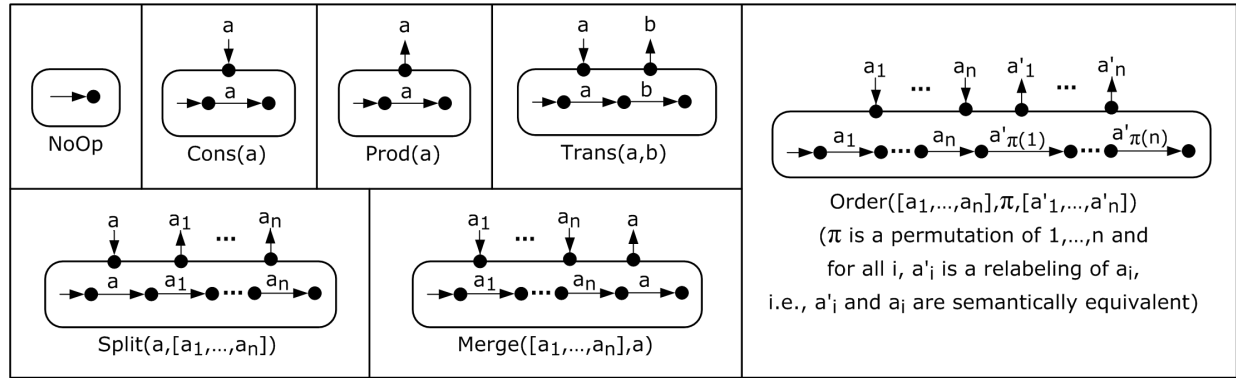 NoOp
a
a
Cons(a)
a
a
Prod(a)
a b
a b
Trans(a,b)
a₁ ... aₙ a'₁ ... a'ₙ
a₁ ... aₙ a'π(1) ... a'π(n)
Order([a₁,...,aₙ],π,[a'₁,...,a'ₙ])
(π is a permutation of 1,...,n and
for all i, a'ᵢ is a relabeling of aᵢ,
i.e., a'ᵢ and aᵢ are semantically equivalent)
a a₁ ... aₙ
a a₁ ... aₙ
Split(a,[a₁,...,aₙ])
a₁ ... aₙ a
a₁ ... aₙ a
Merge([a₁,...,aₙ],a)